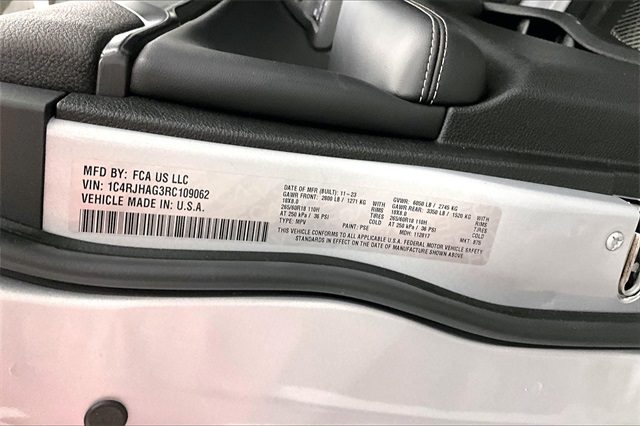 MFD BY: FCA US LLC
VIN: 1C4RJHAG3RC109062
VEHICLE MADE IN: U.S.A.
DATE OF MFR (BUILT): 11-23
GVWR: 6050 LB / 2745 KG
GAWR FRONT: 2800 LB / 1271 KG WITH
GAWR REAR: 3350 LB / 1520 KG WITH
18X8.0 RIMS
18X8.0 RIMS
265/60R18 110H TIRES
265/60R18 110H TIRES
AT 250 kPa / 36 PSI COLD
AT 250 kPa / 36 PSI COLD
TYPE: MPV
PAINT: PSE
MDH: 112817
MKT: 876
THIS VEHICLE CONFORMS TO ALL APPLICABLE U.S.A. FEDERAL MOTOR VEHICLE SAFETY
STANDARDS IN EFFECT ON THE DATE OF MANUFACTURE SHOWN ABOVE